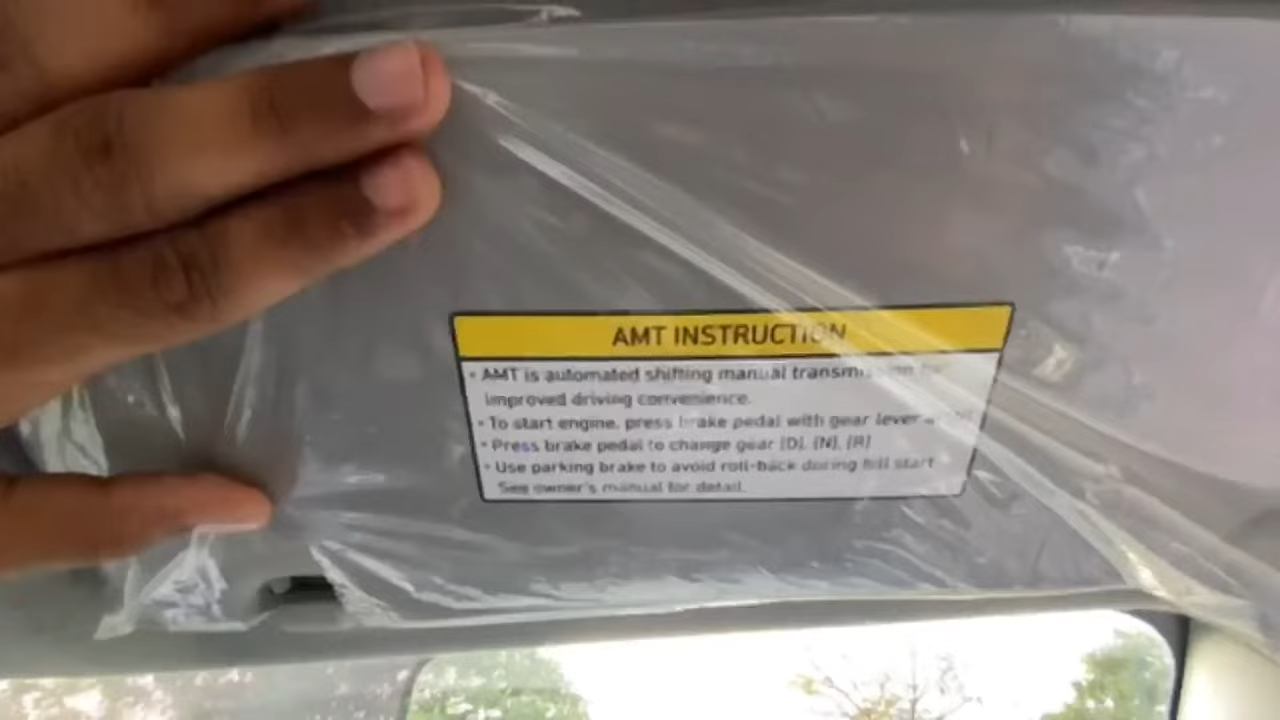 AMT INSTRUCTION
• AMT is automated shifting manual transmission for
improved driving convenience.
• To start engine, press brake pedal with gear lever
• Press brake pedal to change gear [D], [N], [R]
• Use parking brake to avoid roll-back during hill start
See owner's manual for detail.